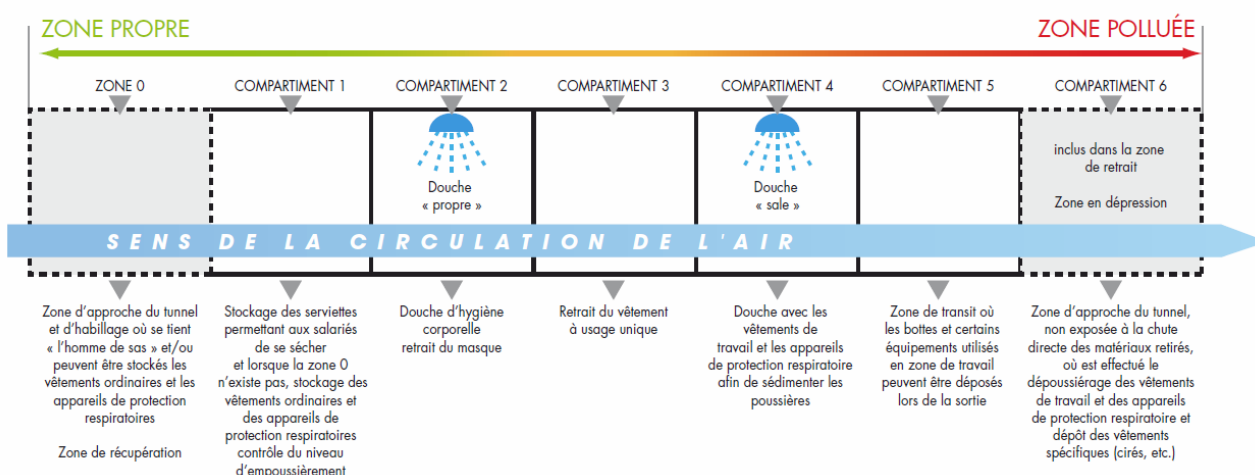 ZONE PROPRE
ZONE POLLUÉE
ZONE 0
COMPARTIMENT 1
COMPARTIMENT 2
COMPARTIMENT 3
COMPARTIMENT 4
COMPARTIMENT 5
COMPARTIMENT 6
Douche
« propre »
Douche
« sale »
inclus dans la zone
de retrait
Zone en dépression
SENS DE LA CIRCULATION DE L'AIR
Zone d'approche du tunnel
et d'habillage où se tient
« l'homme de sas » et/ou
peuvent être stockés les
vêtements ordinaires et les
appareils de protection
respiratoires
Zone de récupération
Stockage des serviettes
permettant aux salariés
de se sécher
et lorsque la zone 0
n'existe pas, stockage des
vêtements ordinaires et
des appareils de
protection respiratoires
contrôle du niveau
d'empoussièrement
Douche d'hygiène
corporelle
retrait du masque
Retrait du vêtement
à usage unique
Douche avec les
vêtements de
travail et les appareils
de protection respiratoire
afin de sédimenter les
poussières
Zone de transit où
les bottes et certains
équipements utilisés
en zone de travail
peuvent être déposés
lors de la sortie
Zone d'approche du tunnel,
non exposée à la chute
directe des matériaux retirés,
où est effectué le
dépoussiérage des vêtements
de travail et des appareils
de protection respiratoire et
dépôt des vêtements
spécifiques (cirés, etc.)